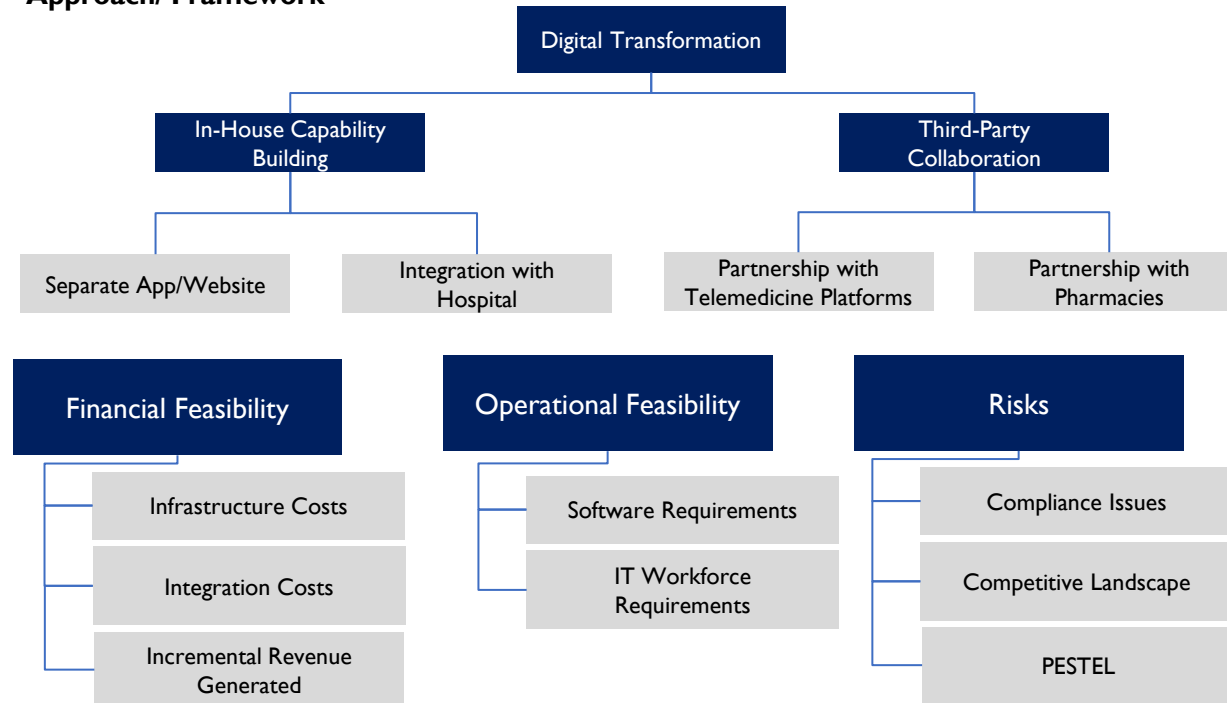 Approach/ Framework
Digital Transformation
In-House Capability
Building
Third-Party
Collaboration
Separate App/Website
Integration with
Hospital
Partnership with
Telemedicine Platforms
Partnership with
Pharmacies
Financial Feasibility
Operational Feasibility
Risks
Infrastructure Costs
Integration Costs
Incremental Revenue
Generated
Software Requirements
IT Workforce
Requirements
Compliance Issues
Competitive Landscape
PESTEL